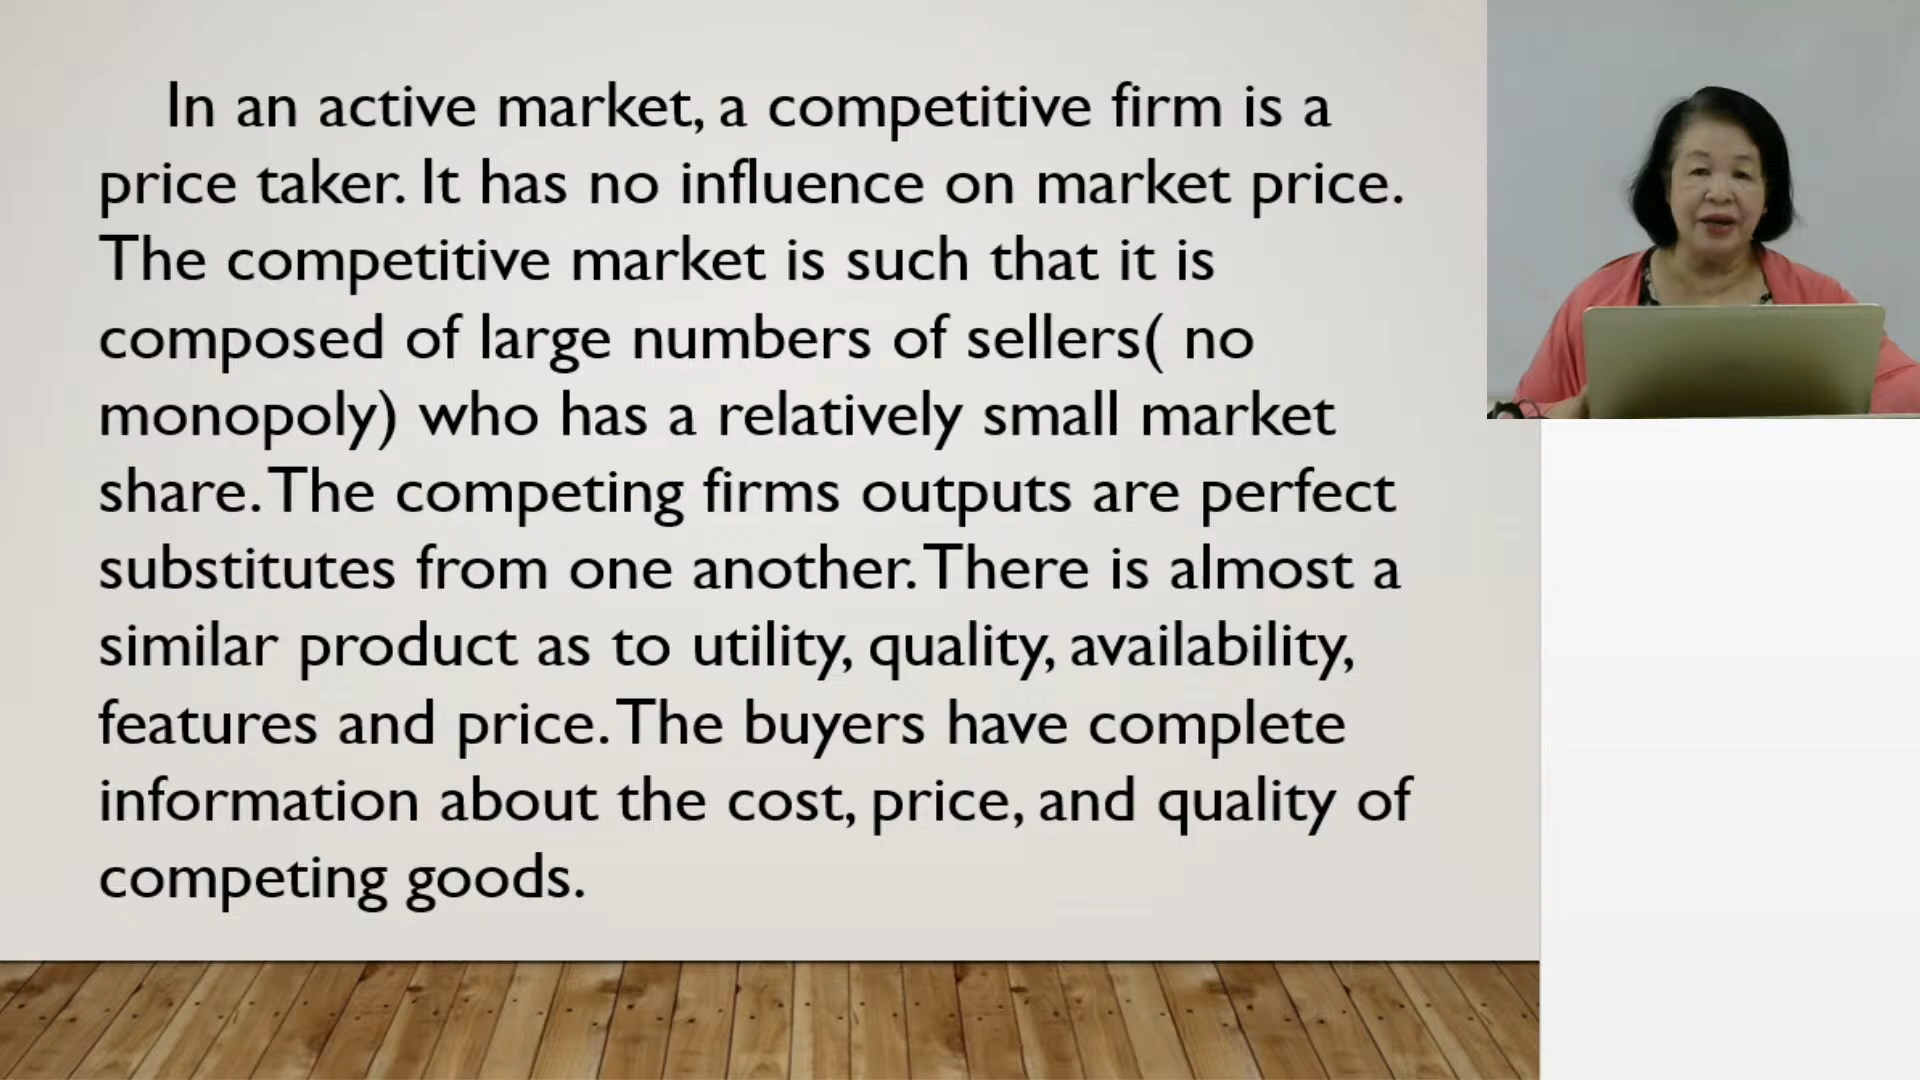 In an active market, a competitive firm is a
price taker. It has no influence on market price.
The competitive market is such that it is
composed of large numbers of sellers( no
monopoly) who has a relatively small market
share. The competing firms outputs are perfect
substitutes from one another. There is almost a
similar product as to utility, quality, availability,
features and price. The buyers have complete
information about the cost, price, and quality of
competing goods.